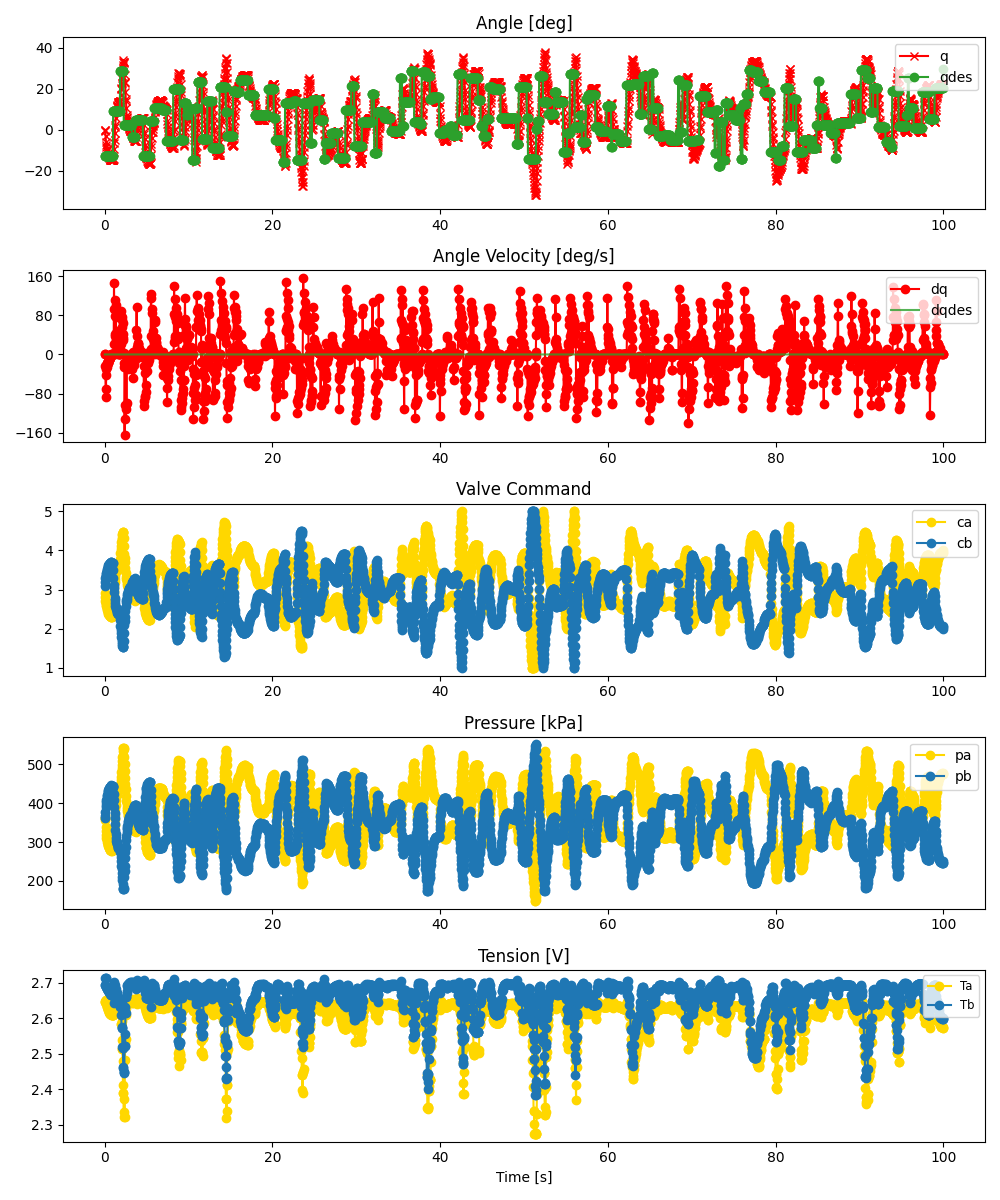 Angle [deg]
40
20
0
−20
q
qdes
0 20 40 60 80 100
Angle Velocity [deg/s]
160
80
0
−80
−160
dq
dqdes
0 20 40 60 80 100
Valve Command
5
4
3
2
1
ca
cb
0 20 40 60 80 100
Pressure [kPa]
500
400
300
200
pa
pb
0 20 40 60 80 100
Tension [V]
2.7
2.6
2.5
2.4
2.3
Ta
Tb
0 20 40 60 80 100
Time [s]